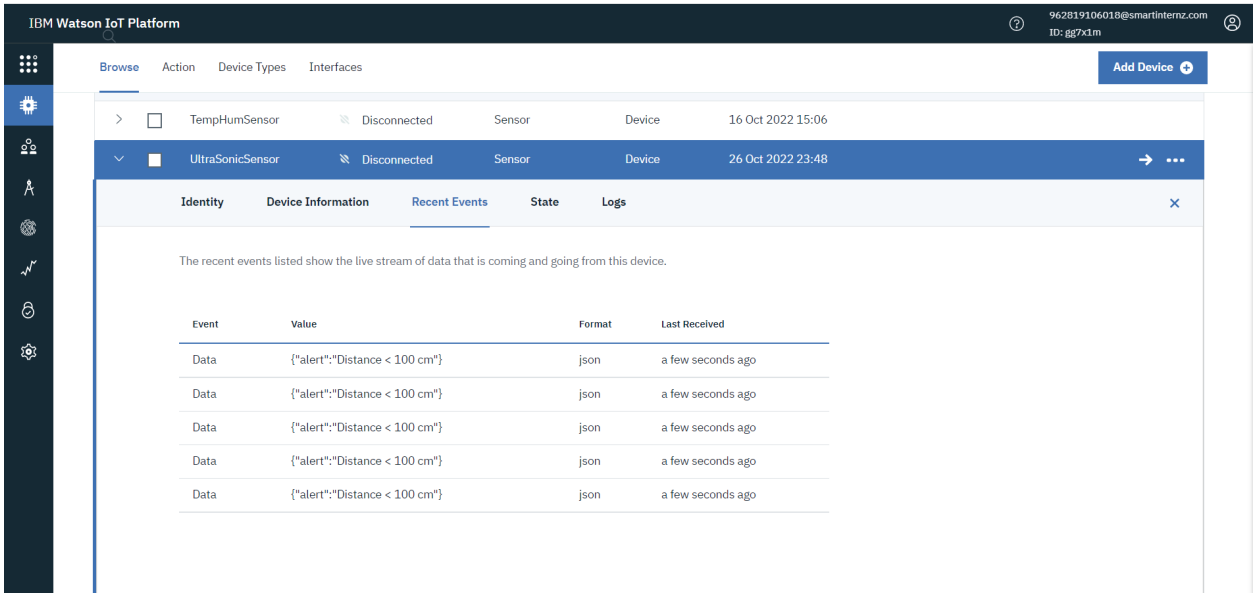 IBM Watson IoT Platform
962819106018@smartinternz.com
ID: gg7x1m
Browse Action Device Types Interfaces Add Device
TempHumSensor Disconnected Sensor Device 16 Oct 2022 15:06
UltraSonicSensor Disconnected Sensor Device 26 Oct 2022 23:48
Identity Device Information Recent Events State Logs
The recent events listed show the live stream of data that is coming and going from this device.
Event Value Format Last Received
Data {"alert":"Distance < 100 cm"} json a few seconds ago
Data {"alert":"Distance < 100 cm"} json a few seconds ago
Data {"alert":"Distance < 100 cm"} json a few seconds ago
Data {"alert":"Distance < 100 cm"} json a few seconds ago
Data {"alert":"Distance < 100 cm"} json a few seconds ago